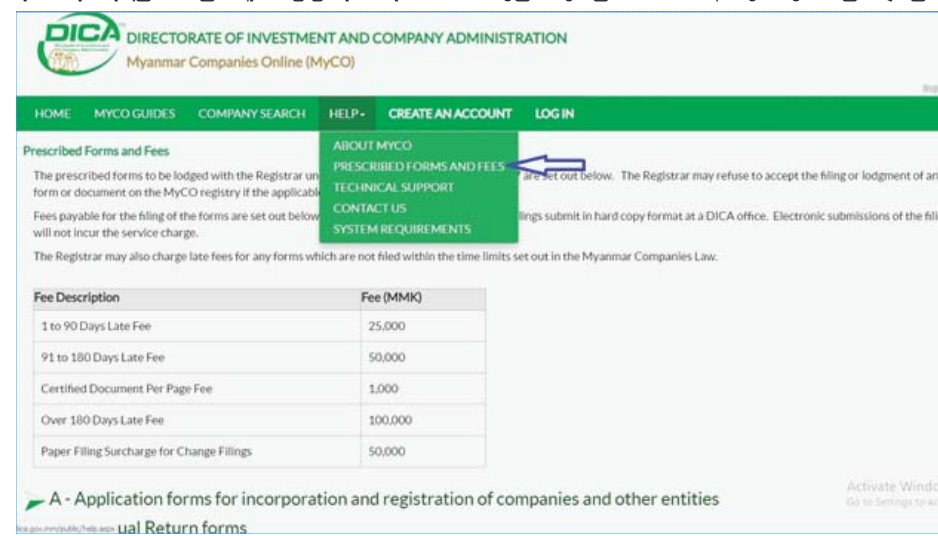 DICA
DIRECTORATE OF INVESTMENT AND COMPANY ADMINISTRATION
Myanmar Companies Online (MyCO)
HOME MYCO GUIDES COMPANY SEARCH HELP CREATE AN ACCOUNT LOG IN
ABOUT MYCO
PRESCRIBED FORMS AND FEES
TECHNICAL SUPPORT
CONTACT US
SYSTEM REQUIREMENTS
Prescribed Forms and Fees
The prescribed forms to be lodged with the Registrar un are set out below. The Registrar may refuse to accept the filing or lodgment of an
form or document on the MyCO registry if the applicabl
Fees payable for the filing of the forms are set out below lings submit in hard copy format at a DICA office. Electronic submissions of the fili
will not incur the service charge.
The Registrar may also charge late fees for any forms which are not filed within the time limits set out in the Myanmar Companies Law.
Fee Description Fee (MMK)
1 to 90 Days Late Fee 25,000
91 to 180 Days Late Fee 50,000
Certified Document Per Page Fee 1,000
Over 180 Days Late Fee 100,000
Paper Filing Surcharge for Change Filings 50,000
A - Application forms for incorporation and registration of companies and other entities
ual Return forms
Activate Windo
Go to Settings to ac